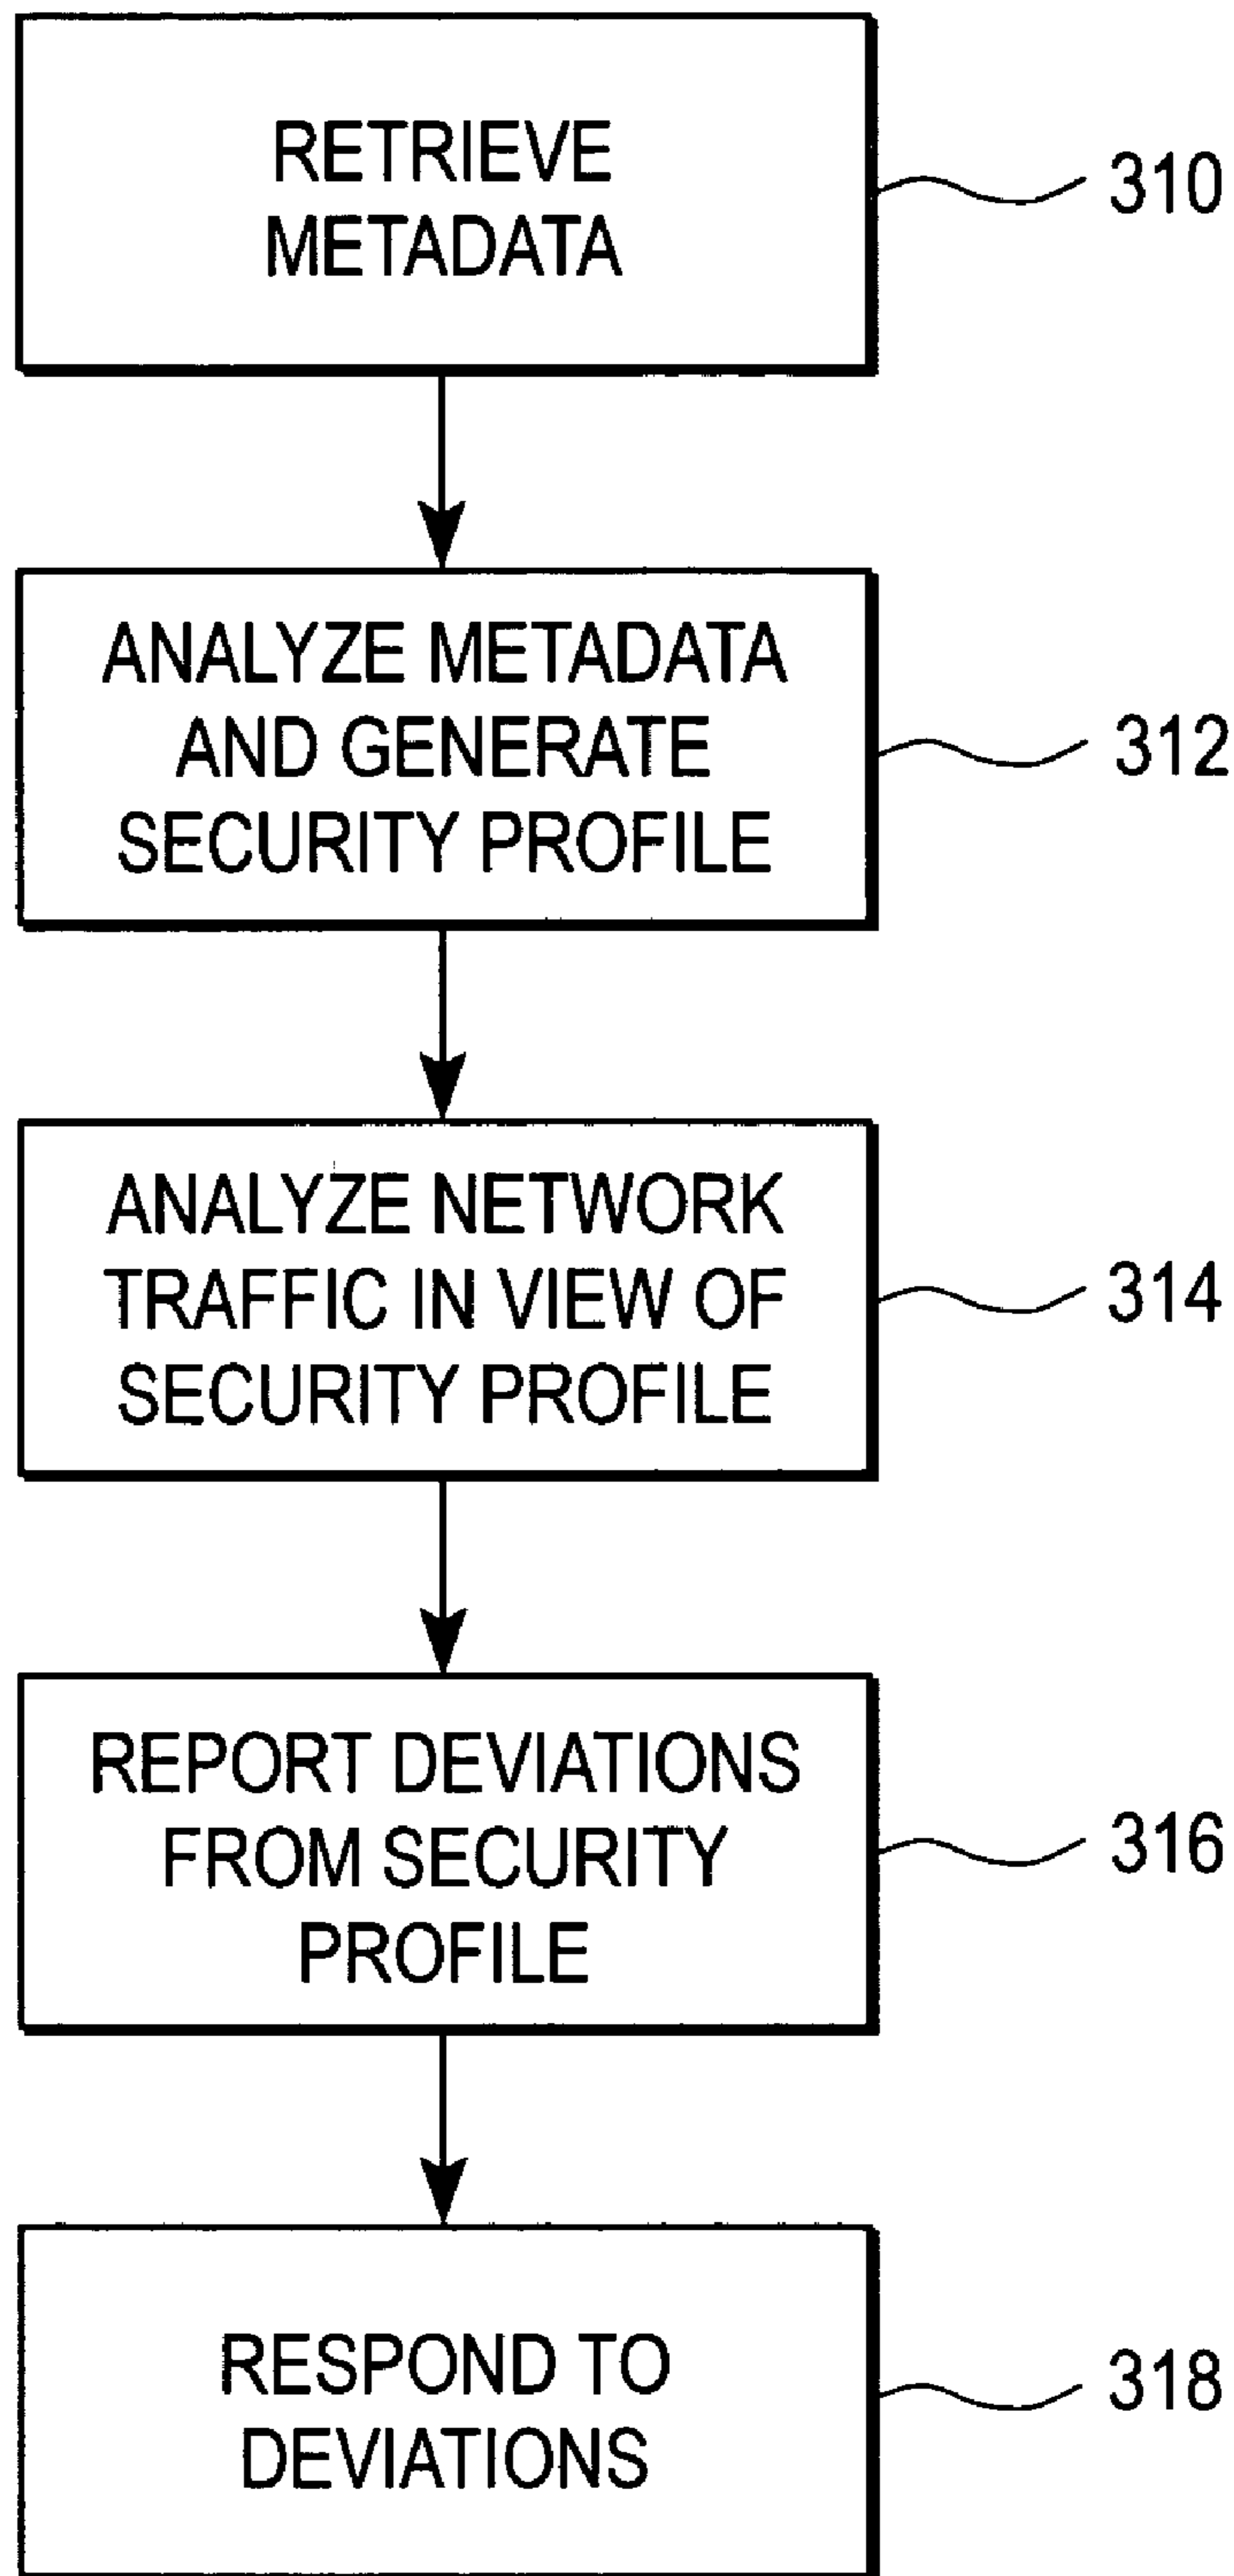 RETRIEVE
METADATA
310
ANALYZE METADATA
AND GENERATE
SECURITY PROFILE
312
ANALYZE NETWORK
TRAFFIC IN VIEW OF
SECURITY PROFILE
314
REPORT DEVIATIONS
FROM SECURITY
PROFILE
316
RESPOND TO
DEVIATIONS
318